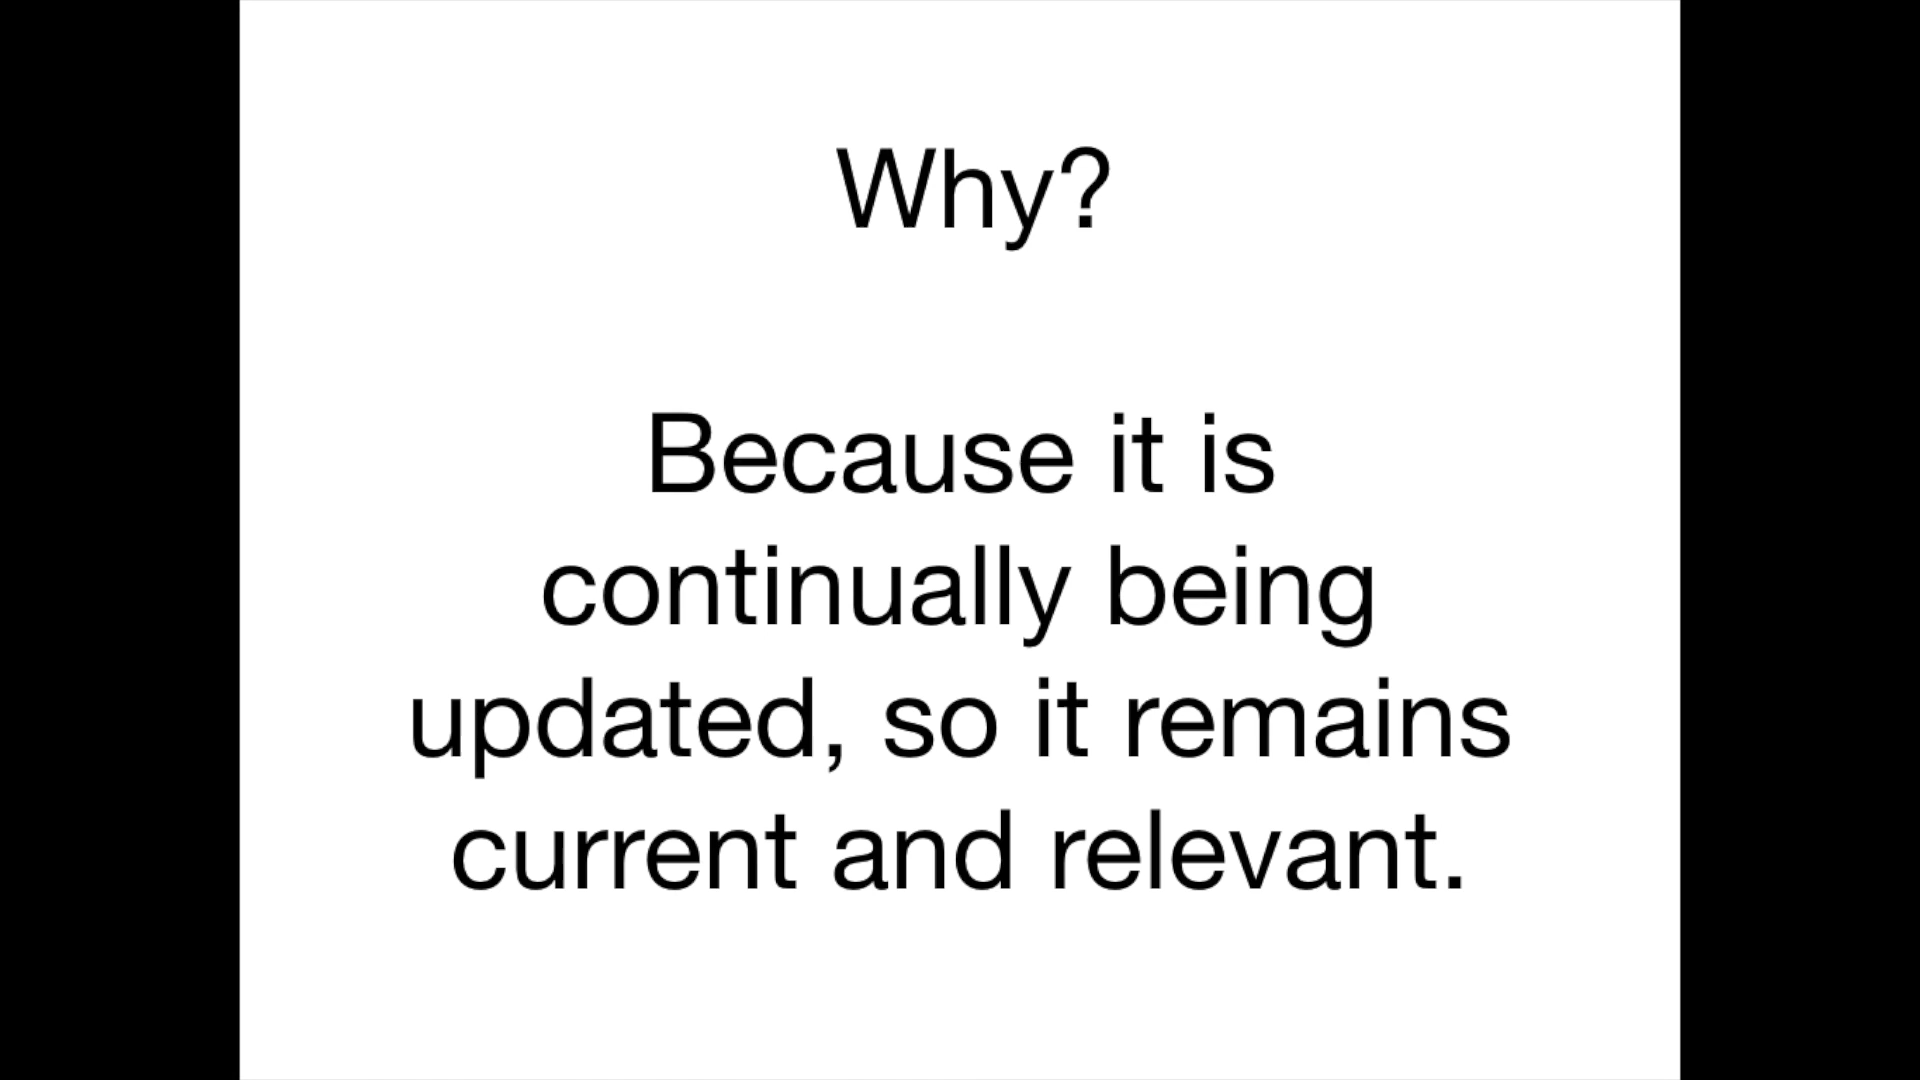 Why?
Because it is
continually being
updated, so it remains
current and relevant.